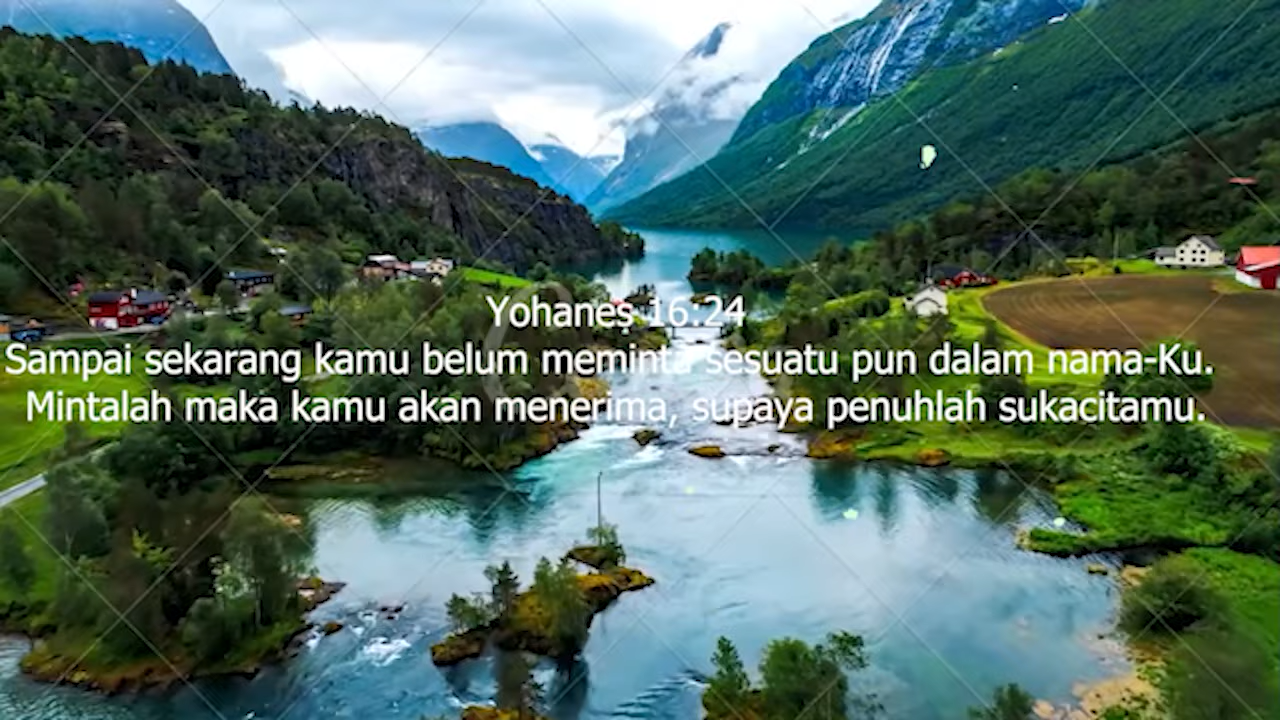 Yohanes 16:24
Sampai sekarang kamu belum meminta sesuatu pun dalam nama-Ku.
Mintalah maka kamu akan menerima, supaya penuhlah sukacitamu.